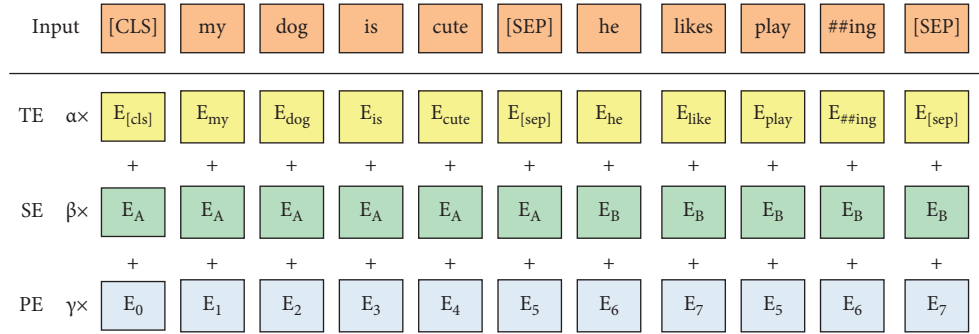 Input [CLS] my dog is cute [SEP] he likes play ##ing [SEP]
TE α× E[cls] Emy Edog Eis Ecute E[sep] Ehe Elike Eplay E##ing E[sep]
+ + + + + + + + + + +
SE β× EA EA EA EA EA EA EB EB EB EB EB
+ + + + + + + + + + +
PE γ× E0 E1 E2 E3 E4 E5 E6 E7 E5 E6 E7